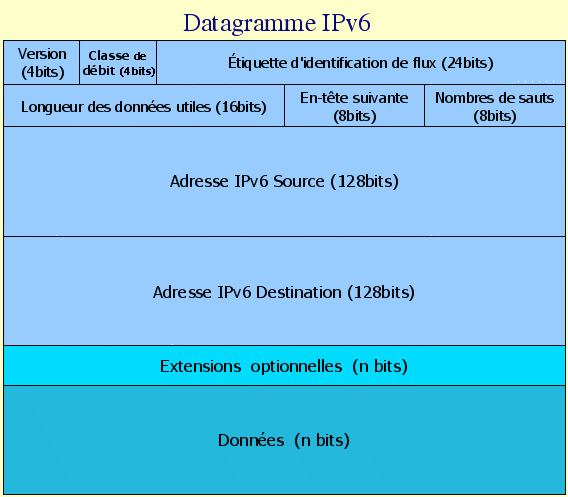 Datagramme IPv6
Version
(4bits)
Classe de
débit (4bits)
Étiquette d'identification de flux (24bits)
Longueur des données utiles (16bits)
En-tête suivante
(8bits)
Nombres de sauts
(8bits)
Adresse IPv6 Source (128bits)
Adresse IPv6 Destination (128bits)
Extensions optionnelles (n bits)
Données (n bits)